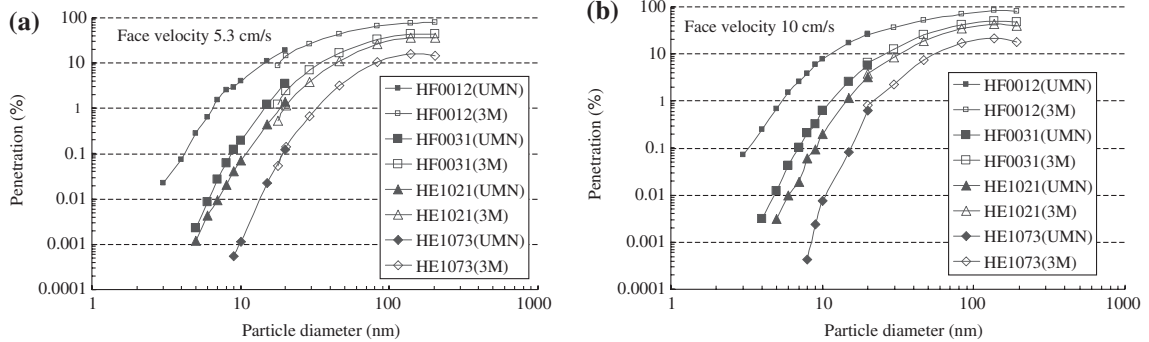 (a)
Face velocity 5.3 cm/s
Penetration (%)
100
10
1
0.1
0.01
0.001
0.0001
HF0012(UMN)
HF0012(3M)
HF0031(UMN)
HF0031(3M)
HE1021(UMN)
HE1021(3M)
HE1073(UMN)
HE1073(3M)
1
10
100
1000
Particle diameter (nm)
(b)
Face velocity 10 cm/s
Penetration (%)
100
10
1
0.1
0.01
0.001
0.0001
HF0012(UMN)
HF0012(3M)
HF0031(UMN)
HF0031(3M)
HE1021(UMN)
HE1021(3M)
HE1073(UMN)
HE1073(3M)
1
10
100
1000
Particle diameter (nm)